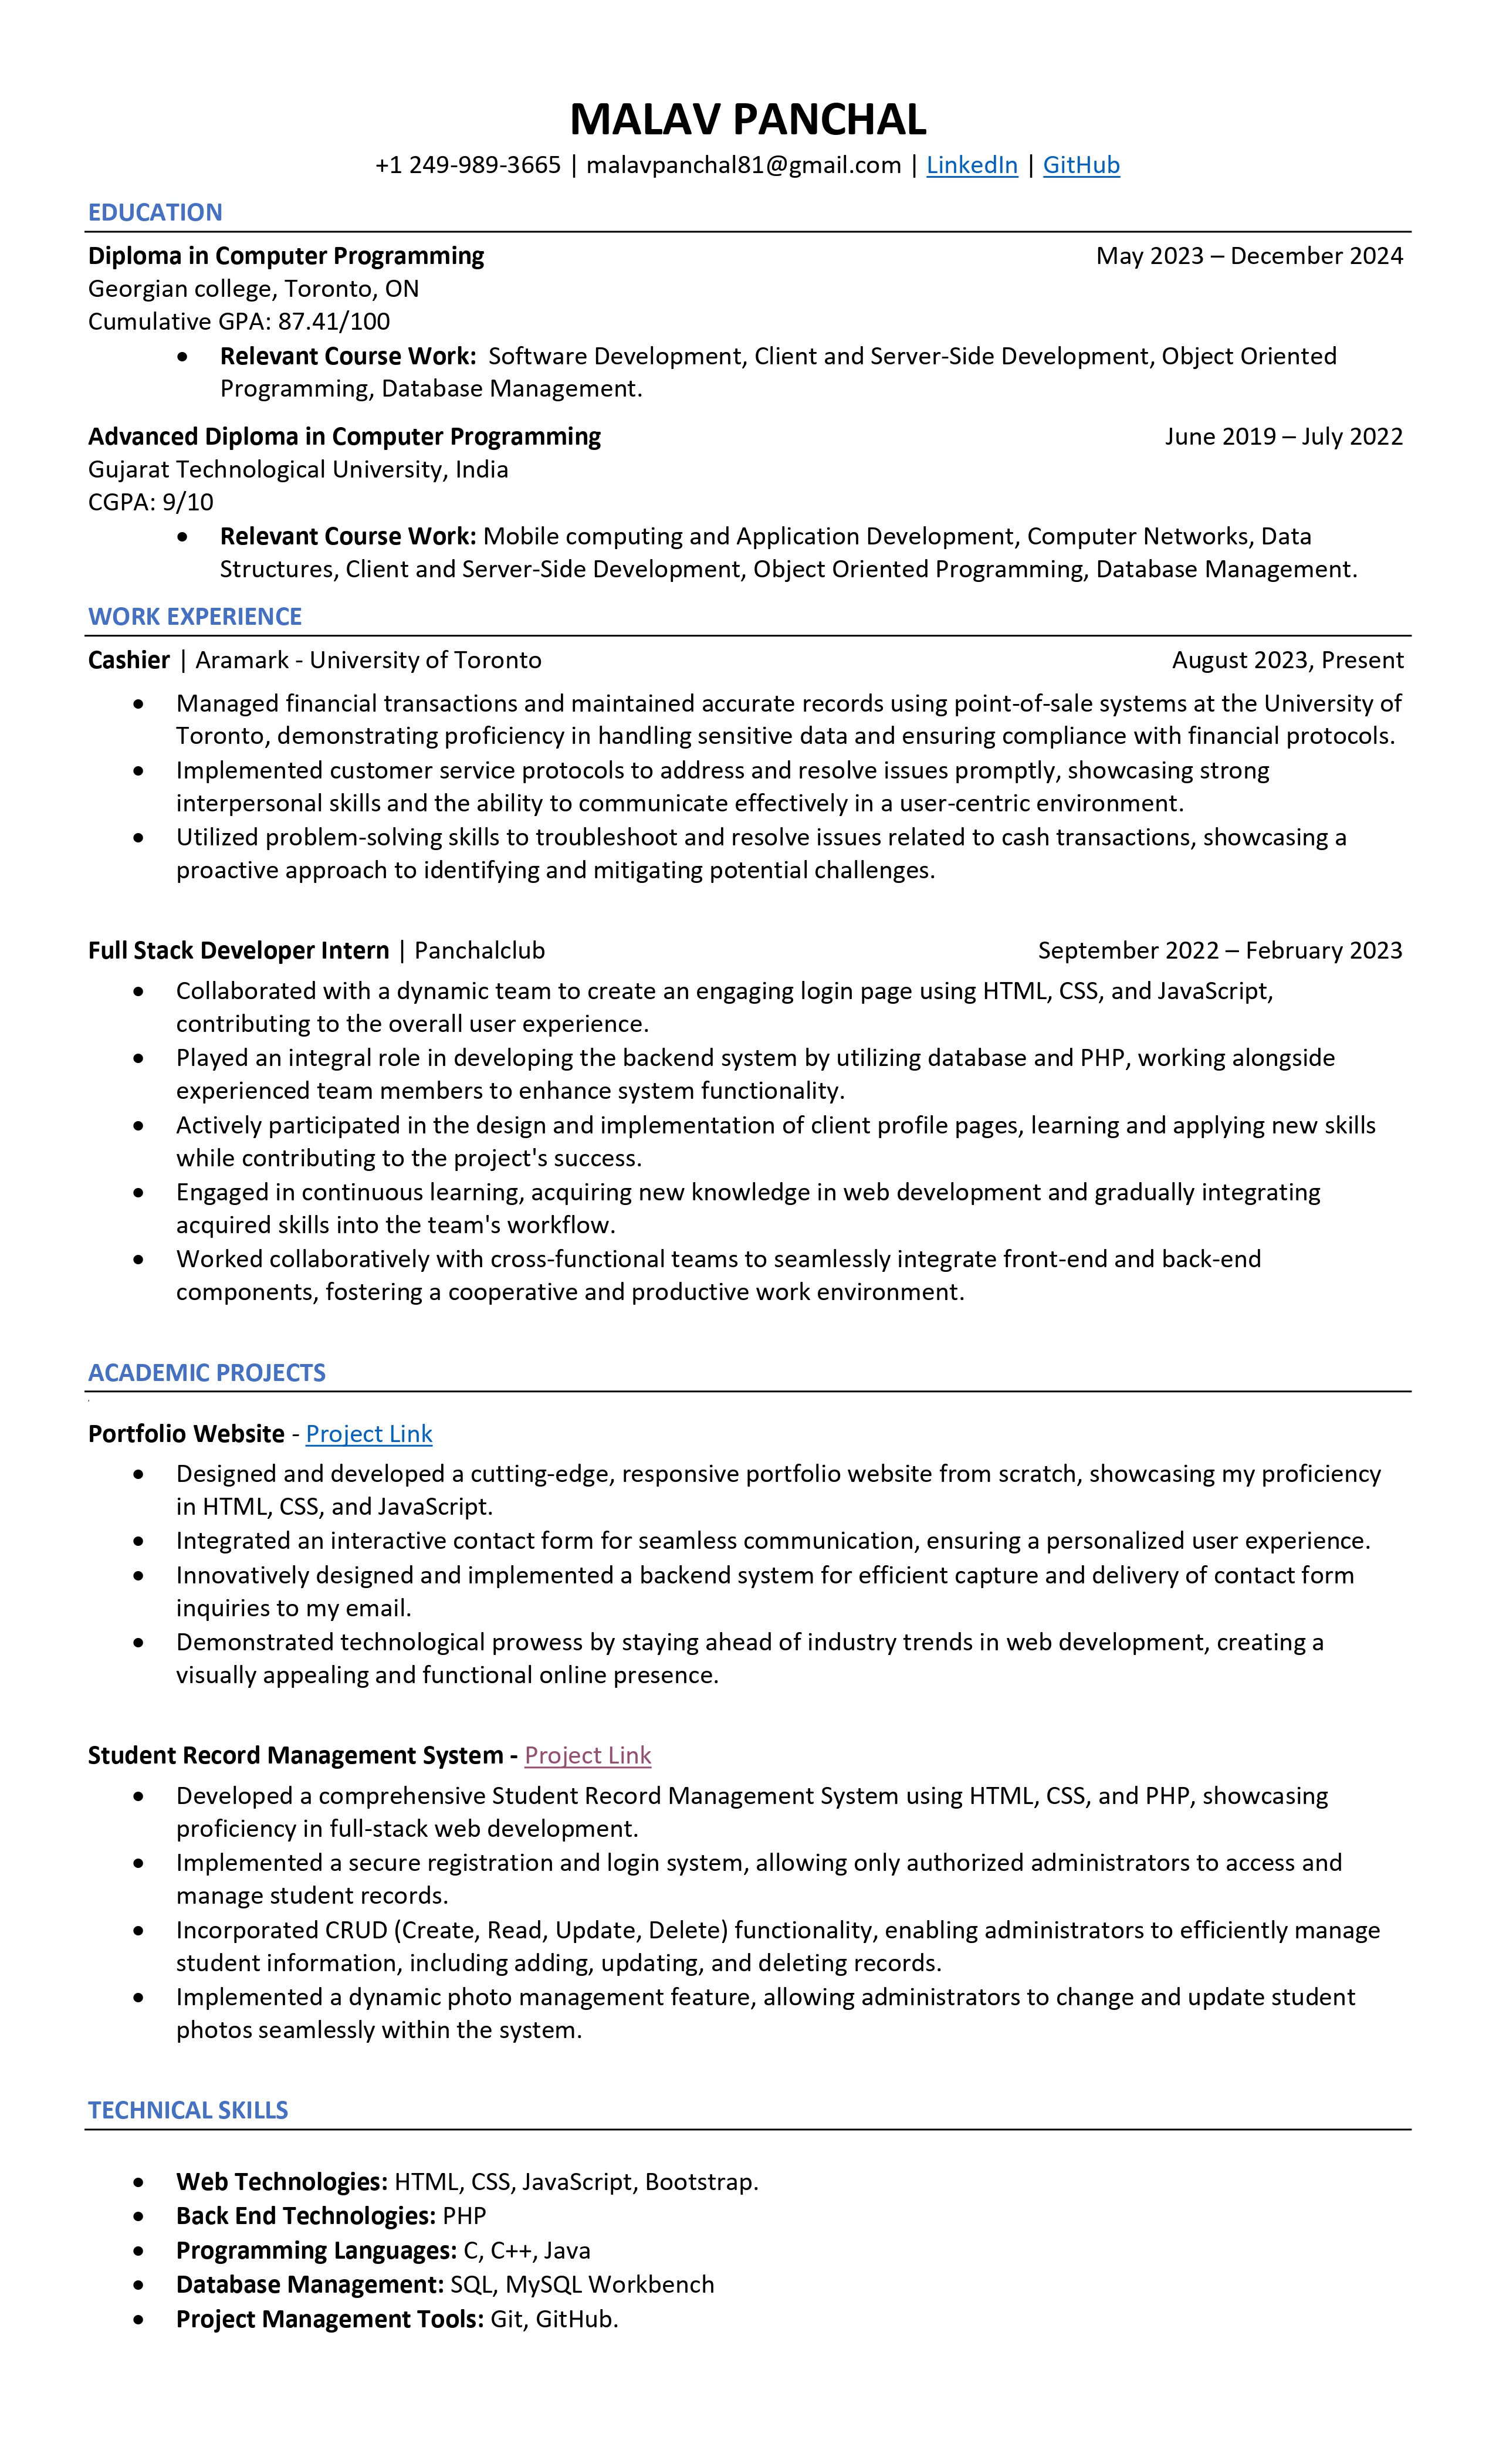 MALAV PANCHAL
+1 249-989-3665 | malavpanchal81@gmail.com | LinkedIn | GitHub
EDUCATION
Diploma in Computer Programming May 2023 – December 2024
Georgian college, Toronto, ON
Cumulative GPA: 87.41/100
• Relevant Course Work: Software Development, Client and Server-Side Development, Object Oriented
Programming, Database Management.
Advanced Diploma in Computer Programming June 2019 – July 2022
Gujarat Technological University, India
CGPA: 9/10
• Relevant Course Work: Mobile computing and Application Development, Computer Networks, Data
Structures, Client and Server-Side Development, Object Oriented Programming, Database Management.
WORK EXPERIENCE
Cashier | Aramark - University of Toronto August 2023, Present
• Managed financial transactions and maintained accurate records using point-of-sale systems at the University of
Toronto, demonstrating proficiency in handling sensitive data and ensuring compliance with financial protocols.
• Implemented customer service protocols to address and resolve issues promptly, showcasing strong
interpersonal skills and the ability to communicate effectively in a user-centric environment.
• Utilized problem-solving skills to troubleshoot and resolve issues related to cash transactions, showcasing a
proactive approach to identifying and mitigating potential challenges.
Full Stack Developer Intern | Panchalclub September 2022 – February 2023
• Collaborated with a dynamic team to create an engaging login page using HTML, CSS, and JavaScript,
contributing to the overall user experience.
• Played an integral role in developing the backend system by utilizing database and PHP, working alongside
experienced team members to enhance system functionality.
• Actively participated in the design and implementation of client profile pages, learning and applying new skills
while contributing to the project's success.
• Engaged in continuous learning, acquiring new knowledge in web development and gradually integrating
acquired skills into the team's workflow.
• Worked collaboratively with cross-functional teams to seamlessly integrate front-end and back-end
components, fostering a cooperative and productive work environment.
ACADEMIC PROJECTS
Portfolio Website - Project Link
• Designed and developed a cutting-edge, responsive portfolio website from scratch, showcasing my proficiency
in HTML, CSS, and JavaScript.
• Integrated an interactive contact form for seamless communication, ensuring a personalized user experience.
• Innovatively designed and implemented a backend system for efficient capture and delivery of contact form
inquiries to my email.
• Demonstrated technological prowess by staying ahead of industry trends in web development, creating a
visually appealing and functional online presence.
Student Record Management System - Project Link
• Developed a comprehensive Student Record Management System using HTML, CSS, and PHP, showcasing
proficiency in full-stack web development.
• Implemented a secure registration and login system, allowing only authorized administrators to access and
manage student records.
• Incorporated CRUD (Create, Read, Update, Delete) functionality, enabling administrators to efficiently manage
student information, including adding, updating, and deleting records.
• Implemented a dynamic photo management feature, allowing administrators to change and update student
photos seamlessly within the system.
TECHNICAL SKILLS
• Web Technologies: HTML, CSS, JavaScript, Bootstrap.
• Back End Technologies: PHP
• Programming Languages: C, C++, Java
• Database Management: SQL, MySQL Workbench
• Project Management Tools: Git, GitHub.